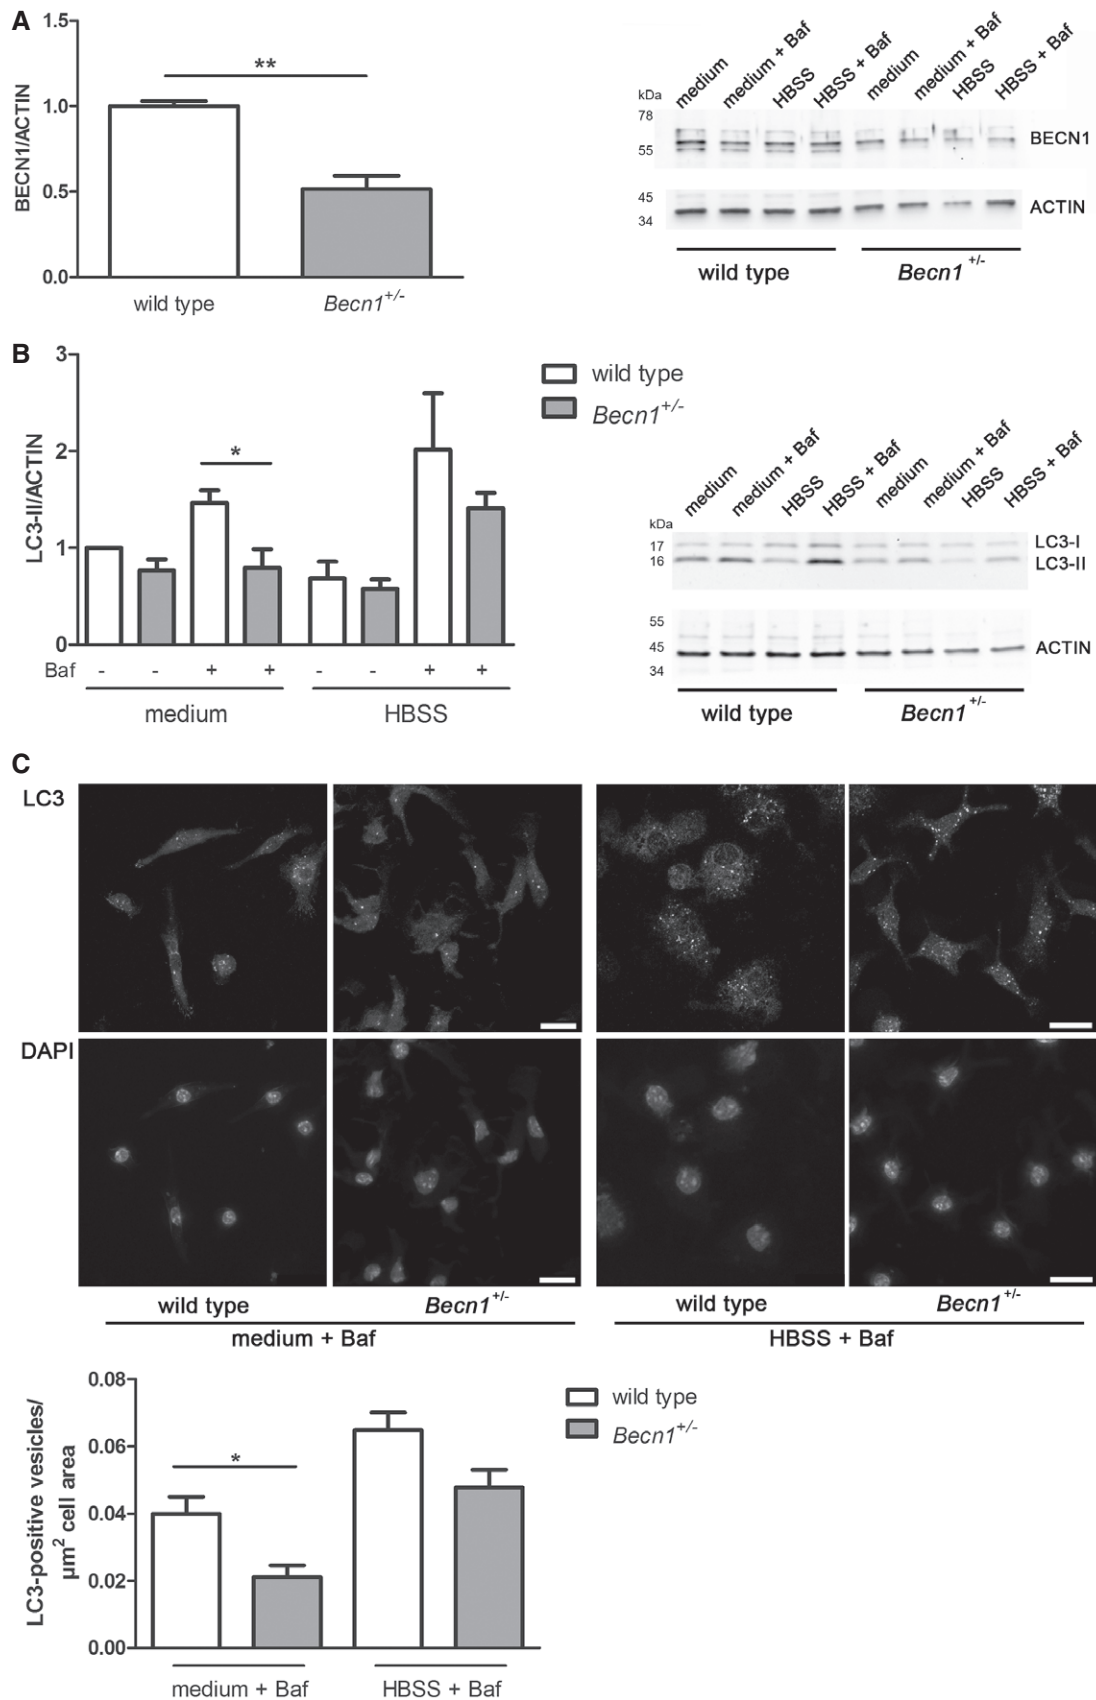 A
1.5
1.0
0.5
0.0
BECN1/ACTIN
**
wild type
Becn1+/-
medium
medium + Baf
HBSS
HBSS + Baf
medium
medium + Baf
HBSS
HBSS + Baf
kDa
78
55
BECN1
45
34
ACTIN
wild type
Becn1+/-
B
3
2
1
0
LC3-II/ACTIN
*
Baf - - + + - - + +
medium HBSS
wild type
Becn1+/-
medium
medium + Baf
HBSS
HBSS + Baf
medium
medium + Baf
HBSS
HBSS + Baf
kDa
17
16
LC3-I
LC3-II
55
45
34
ACTIN
wild type
Becn1+/-
C
LC3
DAPI
wild type Becn1+/- wild type Becn1+/-
medium + Baf HBSS + Baf
0.08
0.06
0.04
0.02
0.00
LC3-positive vesicles/
µm2 cell area
*
medium + Baf HBSS + Baf
wild type
Becn1+/-